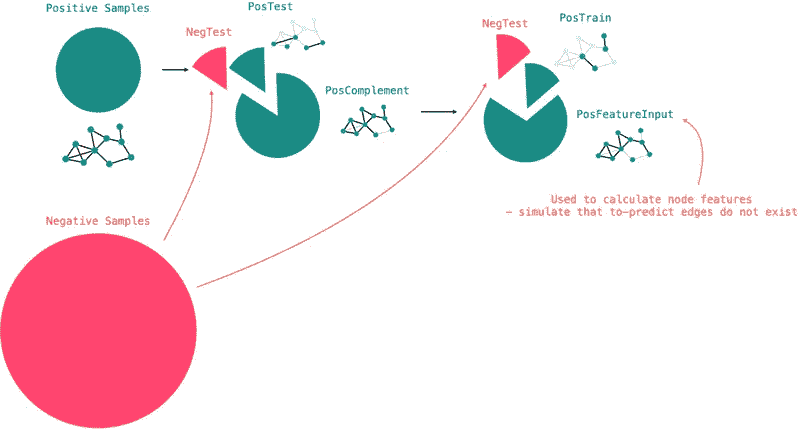 Positive Samples
NegTest
PosTest
PosComplement
NegTest
PosTrain
PosFeatureInput
Used to calculate node features
– simulate that to-predict edges do not exist
Negative Samples